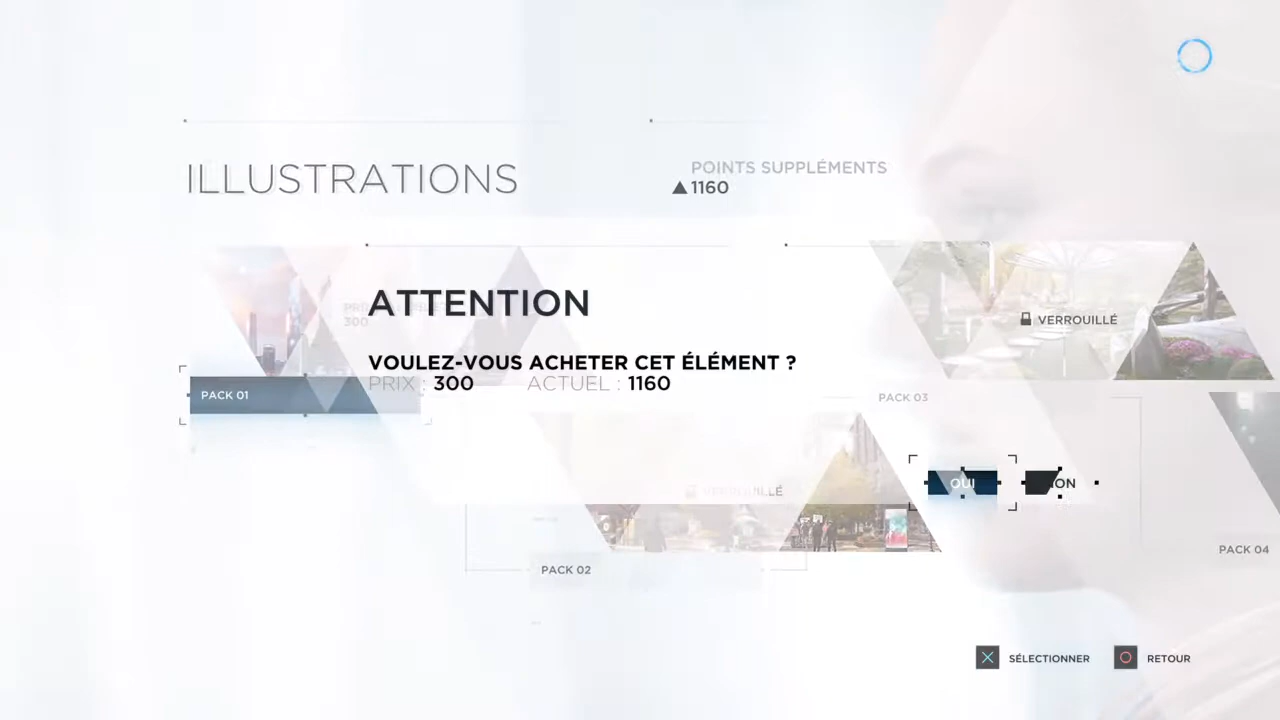 ILLUSTRATIONS
POINTS SUPPLÉMENTS
1160
ATTENTION
300
VOULEZ-VOUS ACHETER CET ÉLÉMENT ?
PRIX : 300 ACTUEL : 1160
VERROUILLÉ
PACK 01
PACK 03
OUI
NON
VERROUILLÉ
PACK 02
PACK 04
SÉLECTIONNER
RETOUR